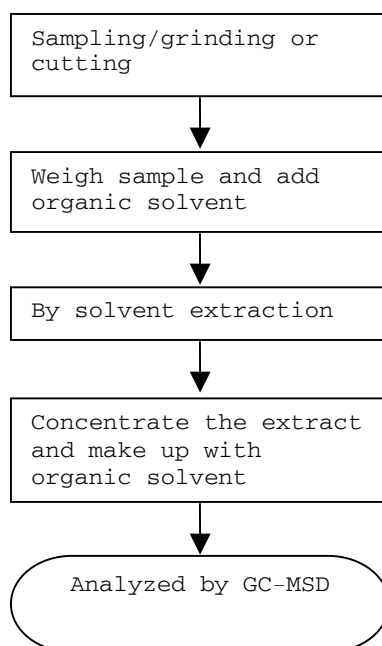 Sampling/grinding or
cutting
Weigh sample and add
organic solvent
By solvent extraction
Concentrate the extract
and make up with
organic solvent
Analyzed by GC-MSD